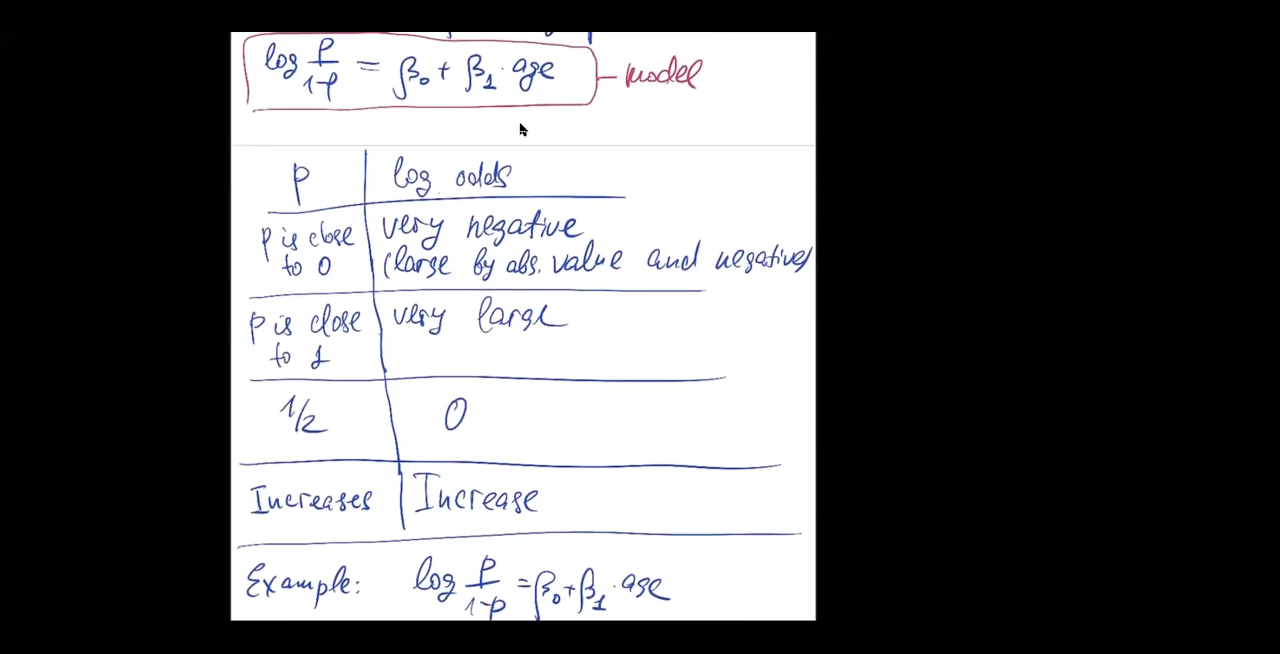 log p/1-p = β₀ + β₁ · age — model
p | log odds
p is close to 0 | very negative (large by abs. value and negative)
p is close to 1 | very large
1/2 | 0
Increases | Increase
Example: log p/1-p = β₀ + β₁ · age